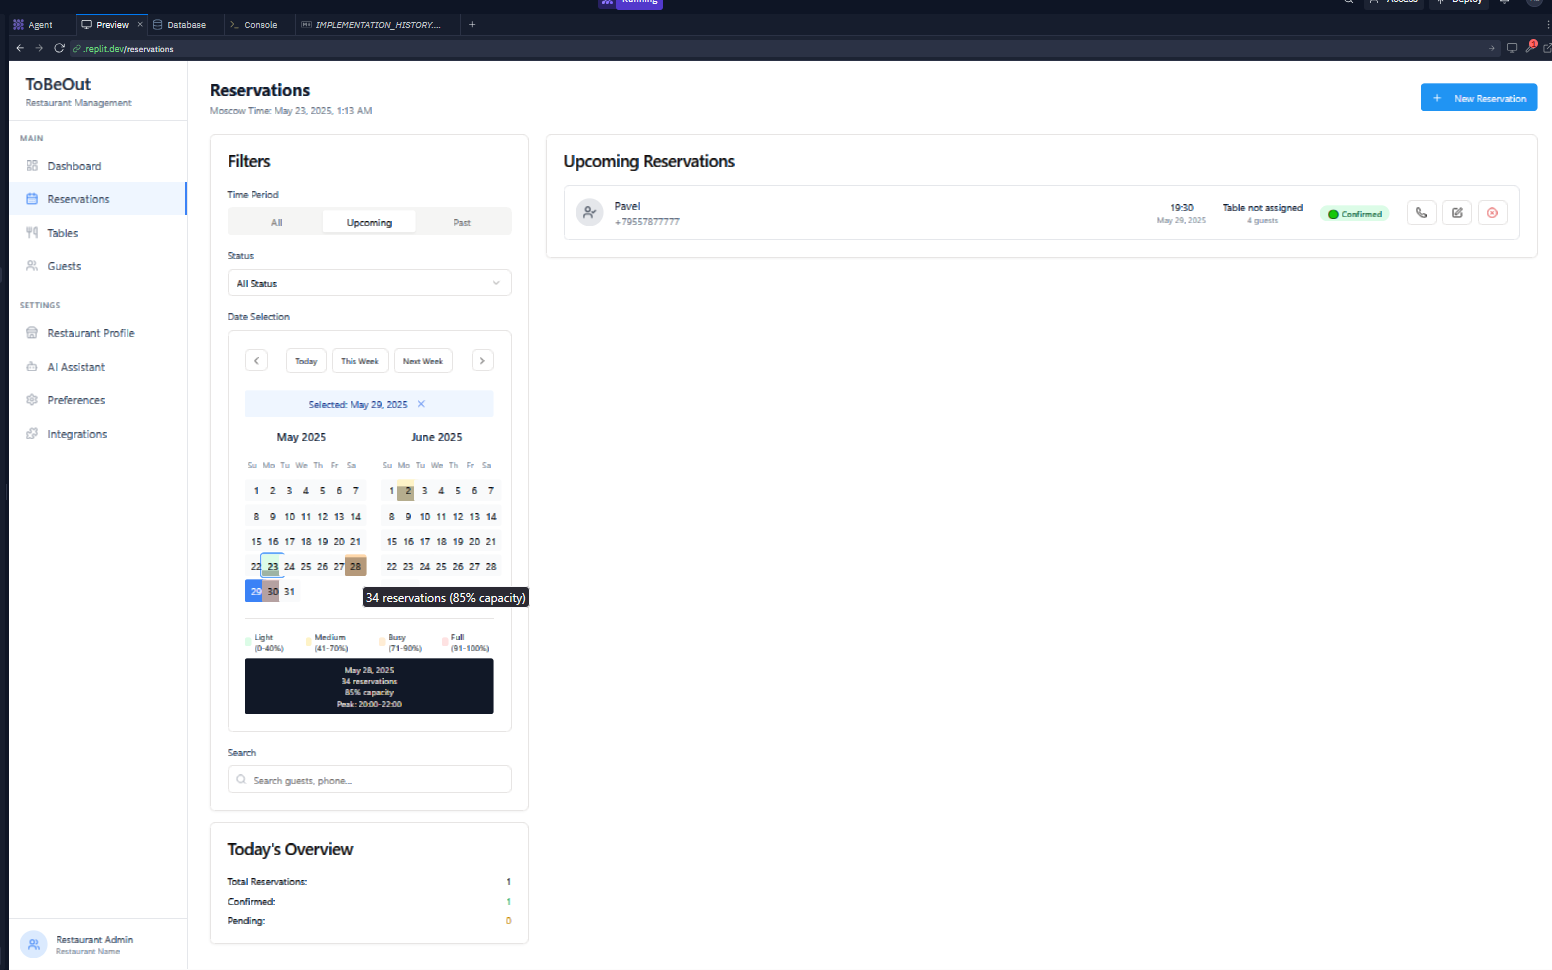 Running
Access
Deploy
Agent
Preview
Database
Console
IMPLEMENTATION_HISTORY....
.replit.dev/reservations
1
ToBeOut
Restaurant Management
MAIN
Dashboard
Reservations
Tables
Guests
SETTINGS
Restaurant Profile
AI Assistant
Preferences
Integrations
Restaurant Admin
Restaurant Name
Reservations
Moscow Time: May 23, 2025, 1:13 AM
+ New Reservation
Filters
Time Period
All Upcoming Past
Status
All Status
Date Selection
Today This Week Next Week
Selected: May 29, 2025 ×
May 2025
Su Mo Tu We Th Fr Sa
1 2 3 4 5 6 7
8 9 10 11 12 13 14
15 16 17 18 19 20 21
22 23 24 25 26 27 28
29 30 31
June 2025
Su Mo Tu We Th Fr Sa
1 2 3 4 5 6 7
8 9 10 11 12 13 14
15 16 17 18 19 20 21
22 23 24 25 26 27 28
34 reservations (85% capacity)
Light
(0-40%)
Medium
(41-70%)
Busy
(71-90%)
Full
(91-100%)
May 28, 2025
34 reservations
85% capacity
Peak: 20:00-22:00
Search
Search guests, phone...
Today's Overview
Total Reservations: 1
Confirmed: 1
Pending: 0
Upcoming Reservations
Pavel
+79557877777
19:30
May 29, 2025
Table not assigned
4 guests
Confirmed